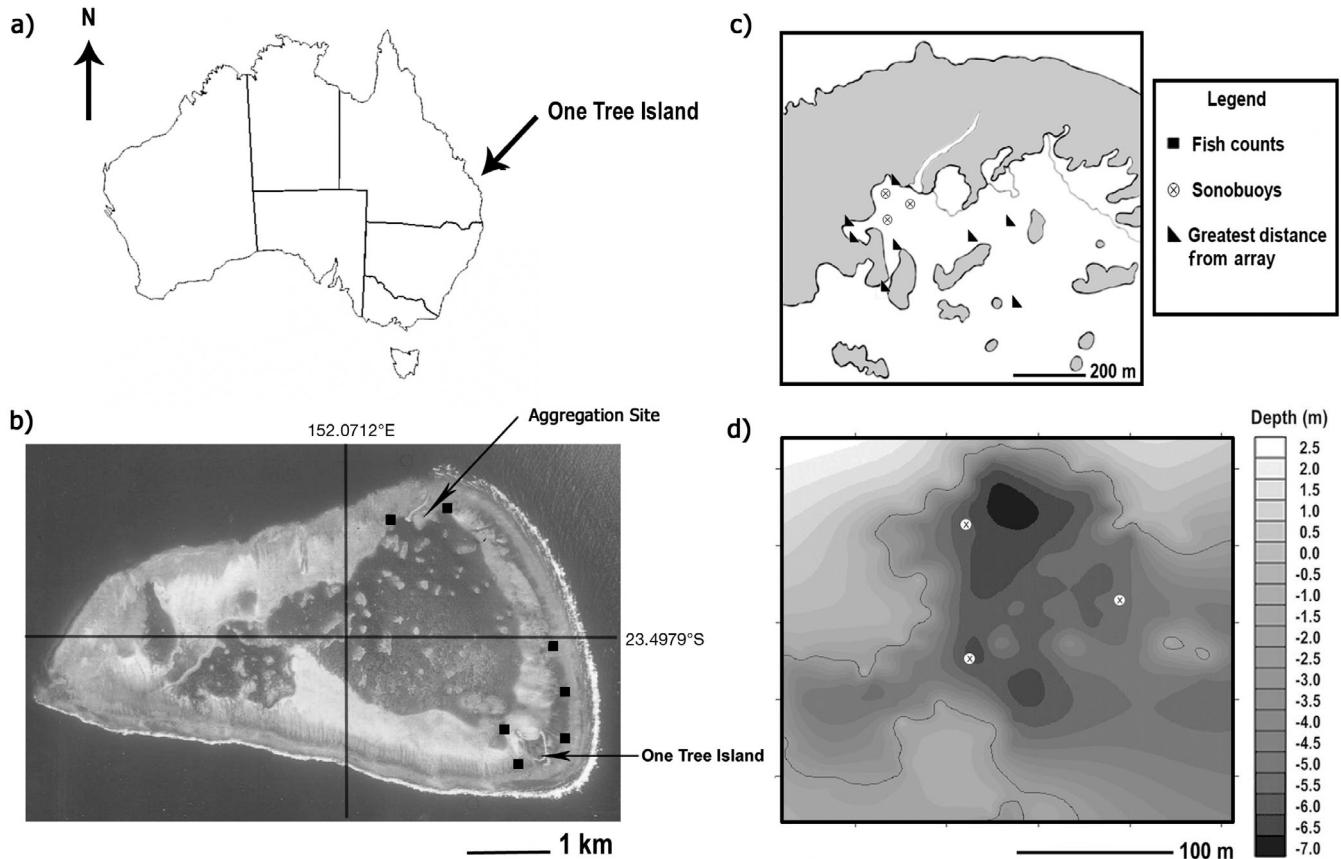 a)
N
One Tree Island
b)
Aggregation Site
152.0712°E
23.4979°S
One Tree Island
1 km
c)
Legend
Fish counts
Sonobuoys
Greatest distance
from array
200 m
d)
Depth (m)
2.5
2.0
1.5
1.0
0.5
0.0
-0.5
-1.0
-1.5
-2.0
-2.5
-3.0
-3.5
-4.0
-4.5
-5.0
-5.5
-6.0
-6.5
-7.0
100 m